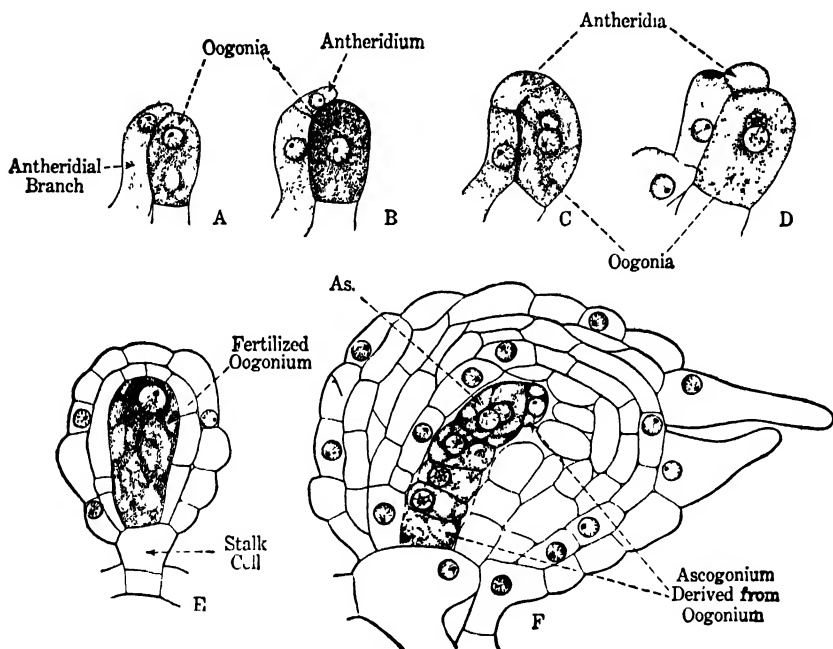 Oogonia
Antheridium
Antheridia
Antheridial
Branch
A
B
C
D
Oogonia
As.
Fertilized
Oogonium
Stalk
Cell
E
F
Ascogonium
Derived from
Oogonium